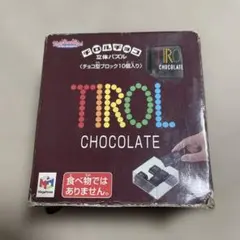 チロルチョコ
立体パズル
〈チョコ型ブロック10個入り〉
TIROL
CHOCOLATE
TIROL
CHOCOLATE
食べ物では
ありません。
MegaHouse